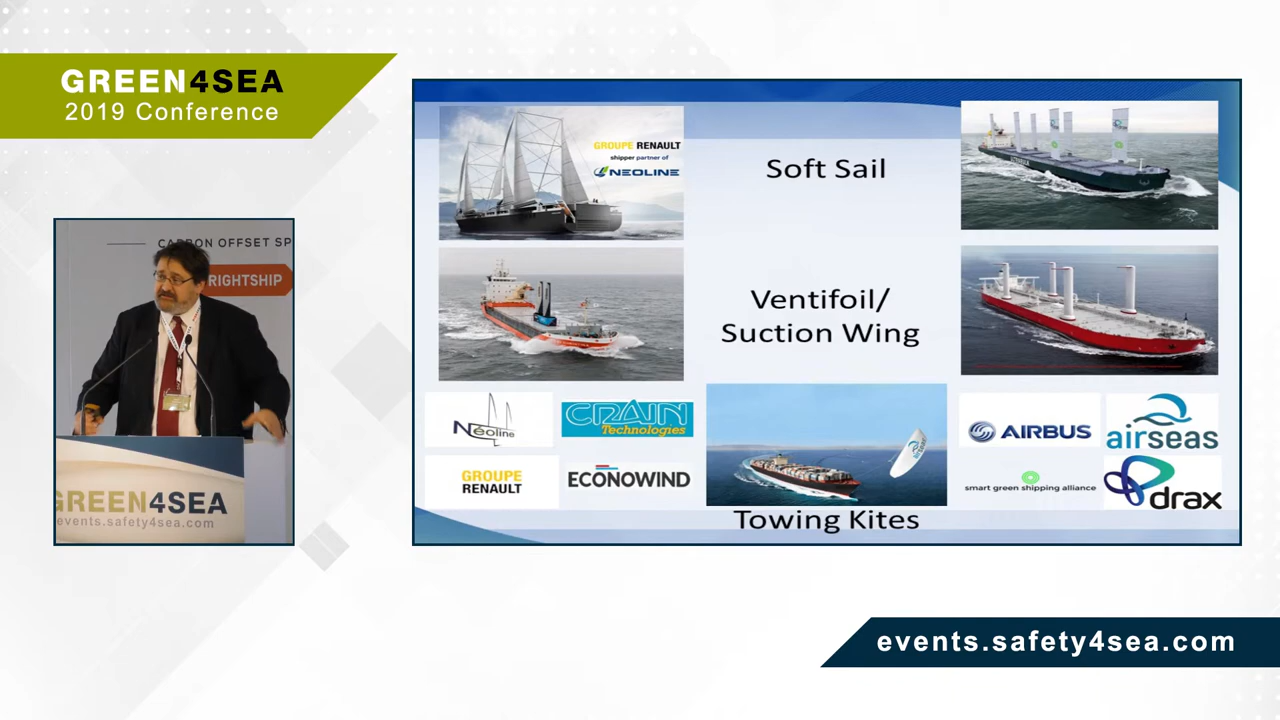 GREEN4SEA
2019 Conference
CARBON OFFSET SP
RIGHTSHIP
GREEN4SEA
events.safety4sea.com
GROUPE RENAULT
shipper partner of
NEOLINE
Soft Sail
Ventifoil/
Suction Wing
Néoline
CRAIN
Technologies
GROUPE
RENAULT
ECONOWIND
Towing Kites
AIRBUS
airseas
smart green shipping alliance
drax
events.safety4sea.com